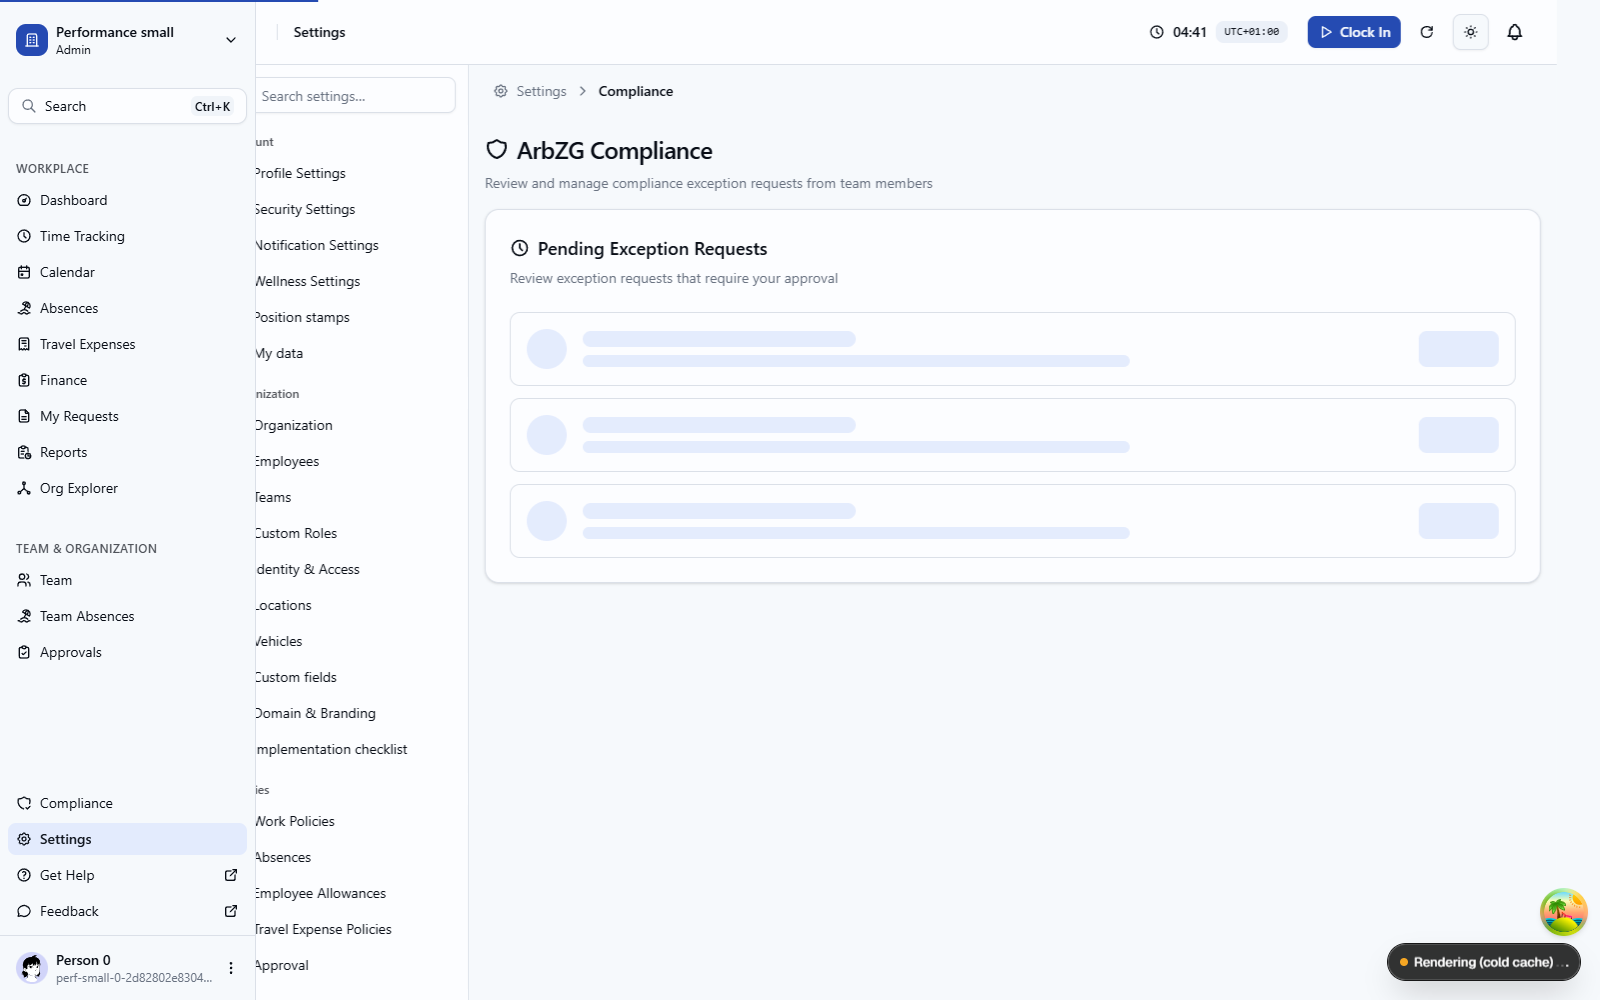 Performance small
Admin
Search
Ctrl+K
WORKPLACE
Dashboard
Time Tracking
Calendar
Absences
Travel Expenses
Finance
My Requests
Reports
Org Explorer
TEAM & ORGANIZATION
Team
Team Absences
Approvals
Compliance
Settings
Get Help
Feedback
Person 0
perf-small-0-2d82802e8304...
Settings
04:41
UTC+01:00
Clock In
Search settings...
unt
Profile Settings
Security Settings
Notification Settings
Wellness Settings
Position stamps
My data
nization
Organization
Employees
Teams
Custom Roles
dentity & Access
Locations
Vehicles
Custom fields
Domain & Branding
mplementation checklist
ies
Work Policies
Absences
Employee Allowances
Travel Expense Policies
Approval
Settings > Compliance
ArbZG Compliance
Review and manage compliance exception requests from team members
Pending Exception Requests
Review exception requests that require your approval
Rendering (cold cache) ...